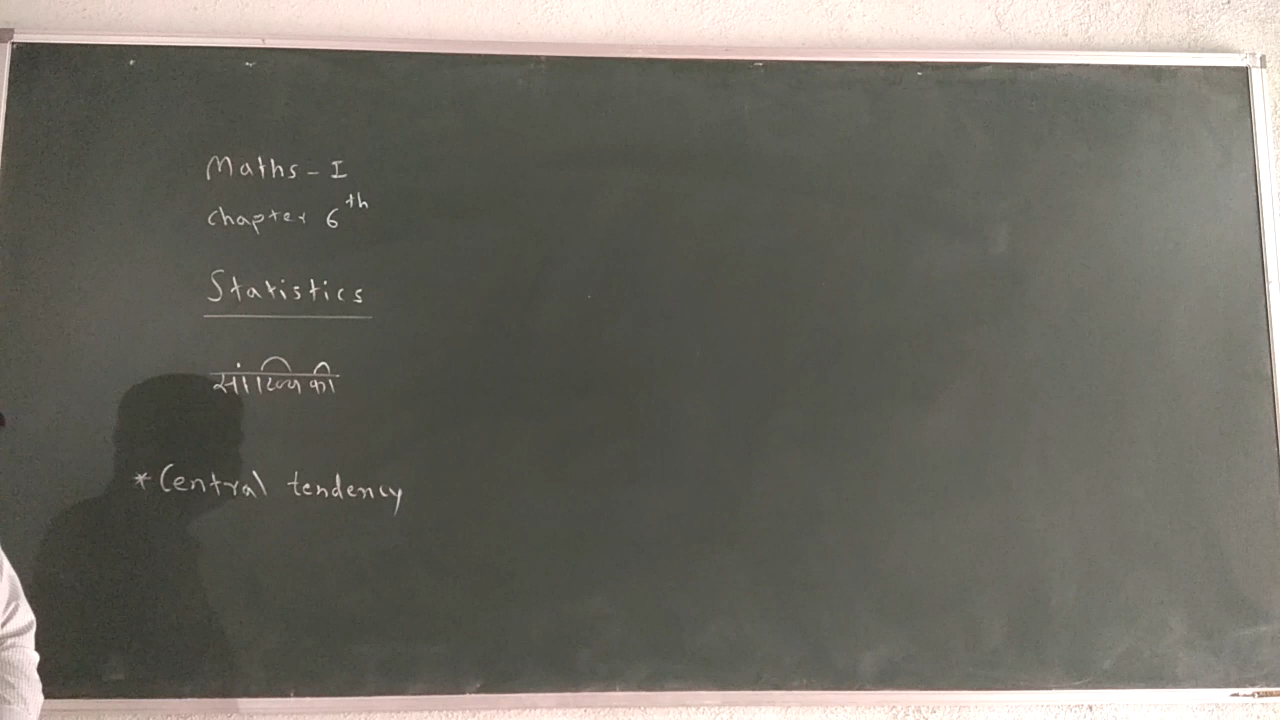 Maths - I
chapter 6th
Statistics
सांख्यिकी
* Central tendency